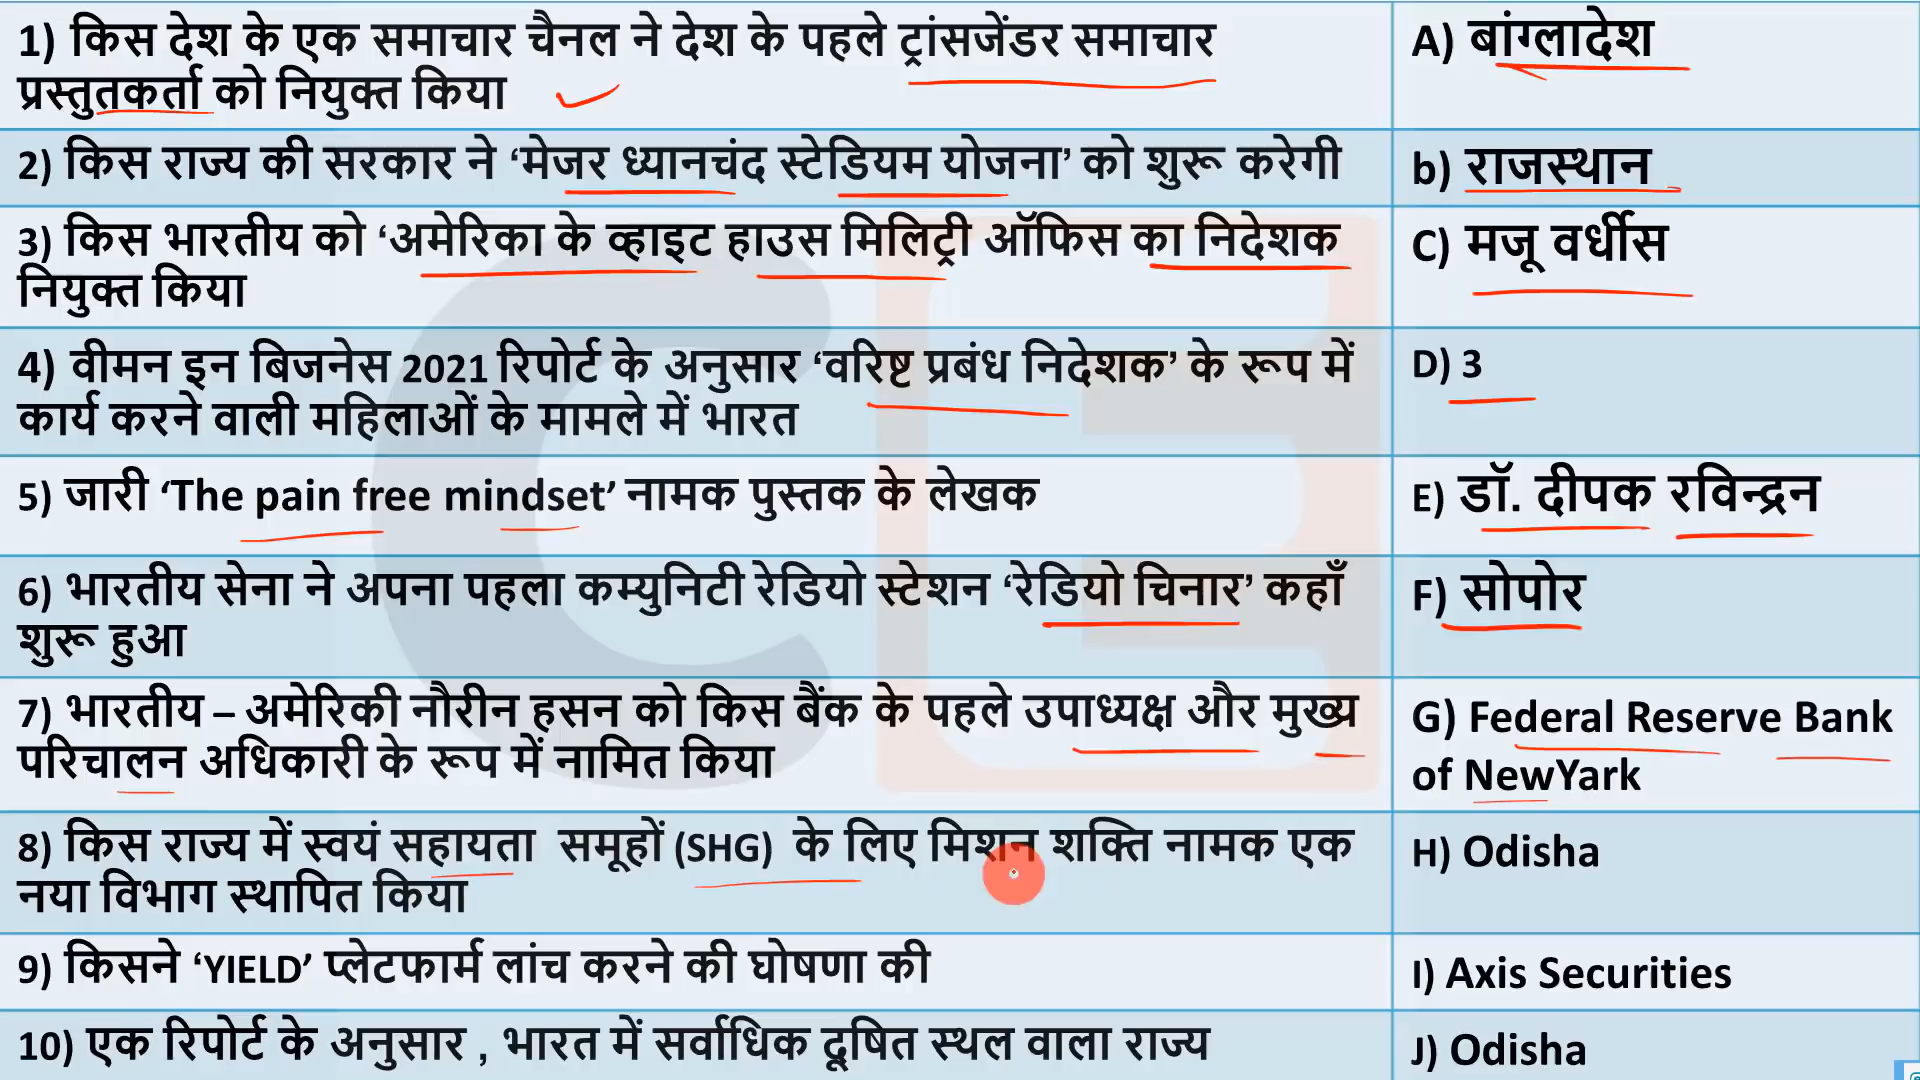 1) किस देश के एक समाचार चैनल ने देश के पहले ट्रांसजेंडर समाचार
प्रस्तुतकर्ता को नियुक्त किया
A) बांग्लादेश
2) किस राज्य की सरकार ने ‘मेजर ध्यानचंद स्टेडियम योजना’ को शुरू करेगी
b) राजस्थान
3) किस भारतीय को ‘अमेरिका के व्हाइट हाउस मिलिट्री ऑफिस का निदेशक
नियुक्त किया
C) मजू वर्धीस
4) वीमन इन बिजनेस 2021 रिपोर्ट के अनुसार ‘वरिष्ट प्रबंध निदेशक’ के रूप में
कार्य करने वाली महिलाओं के मामले में भारत
D) 3
5) जारी ‘The pain free mindset’ नामक पुस्तक के लेखक
E) डॉ. दीपक रविन्द्रन
6) भारतीय सेना ने अपना पहला कम्युनिटी रेडियो स्टेशन ‘रेडियो चिनार’ कहाँ
शुरू हुआ
F) सोपोर
7) भारतीय – अमेरिकी नौरीन हसन को किस बैंक के पहले उपाध्यक्ष और मुख्य
परिचालन अधिकारी के रूप में नामित किया
G) Federal Reserve Bank
of NewYark
8) किस राज्य में स्वयं सहायता समूहों (SHG) के लिए मिशन शक्ति नामक एक
नया विभाग स्थापित किया
H) Odisha
9) किसने ‘YIELD’ प्लेटफार्म लांच करने की घोषणा की
I) Axis Securities
10) एक रिपोर्ट के अनुसार , भारत में सर्वाधिक दूषित स्थल वाला राज्य
J) Odisha